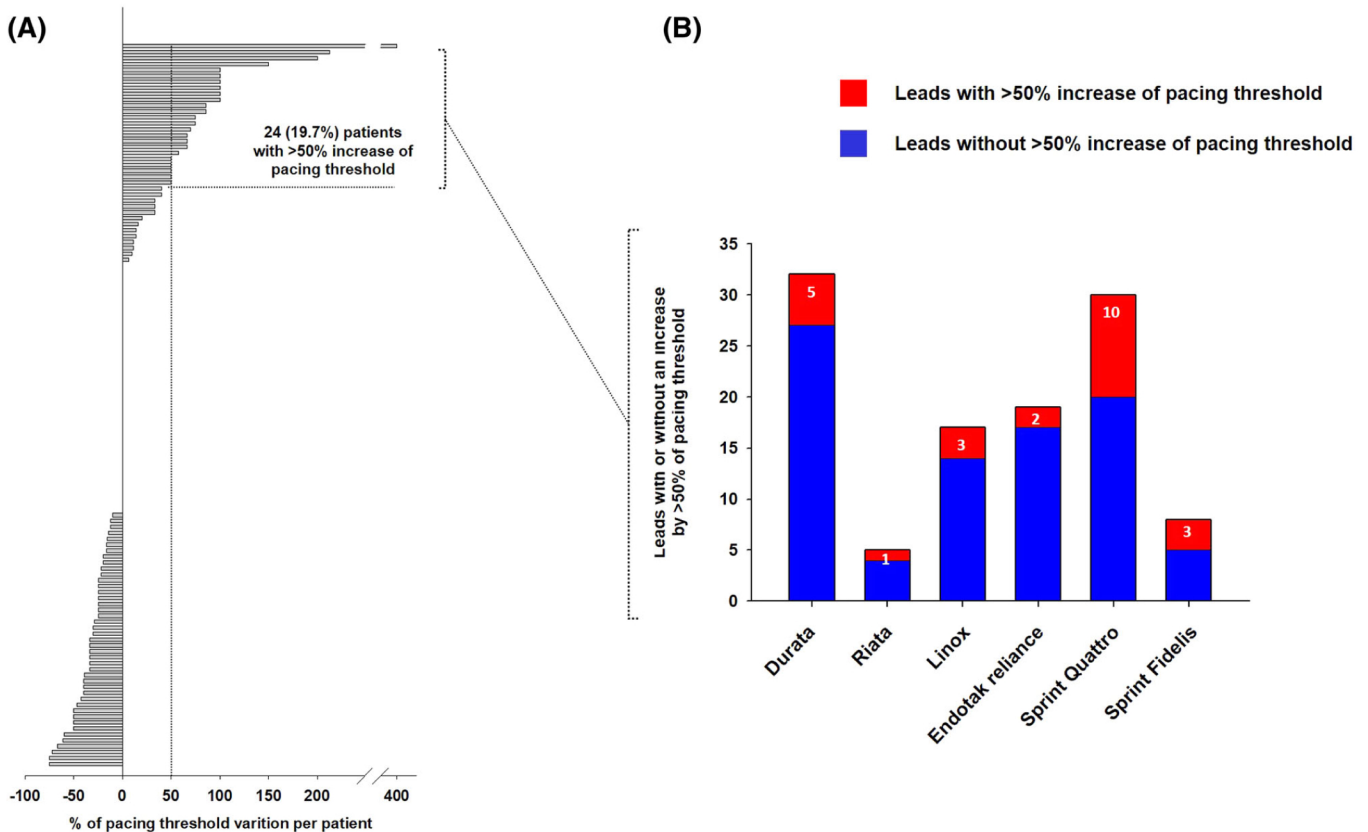 (A)
24 (19.7%) patients
with >50% increase of
pacing threshold
-100 -50 0 50 100 150 200 400
% of pacing threshold varition per patient
(B)
Leads with >50% increase of pacing threshold
Leads without >50% increase of pacing threshold
Leads with or without an increase
by >50% of pacing threshold
35
30
25
20
15
10
5
0
5
1
3
2
10
3
Durata
Riata
Linox
Endotak reliance
Sprint Quattro
Sprint Fidelis